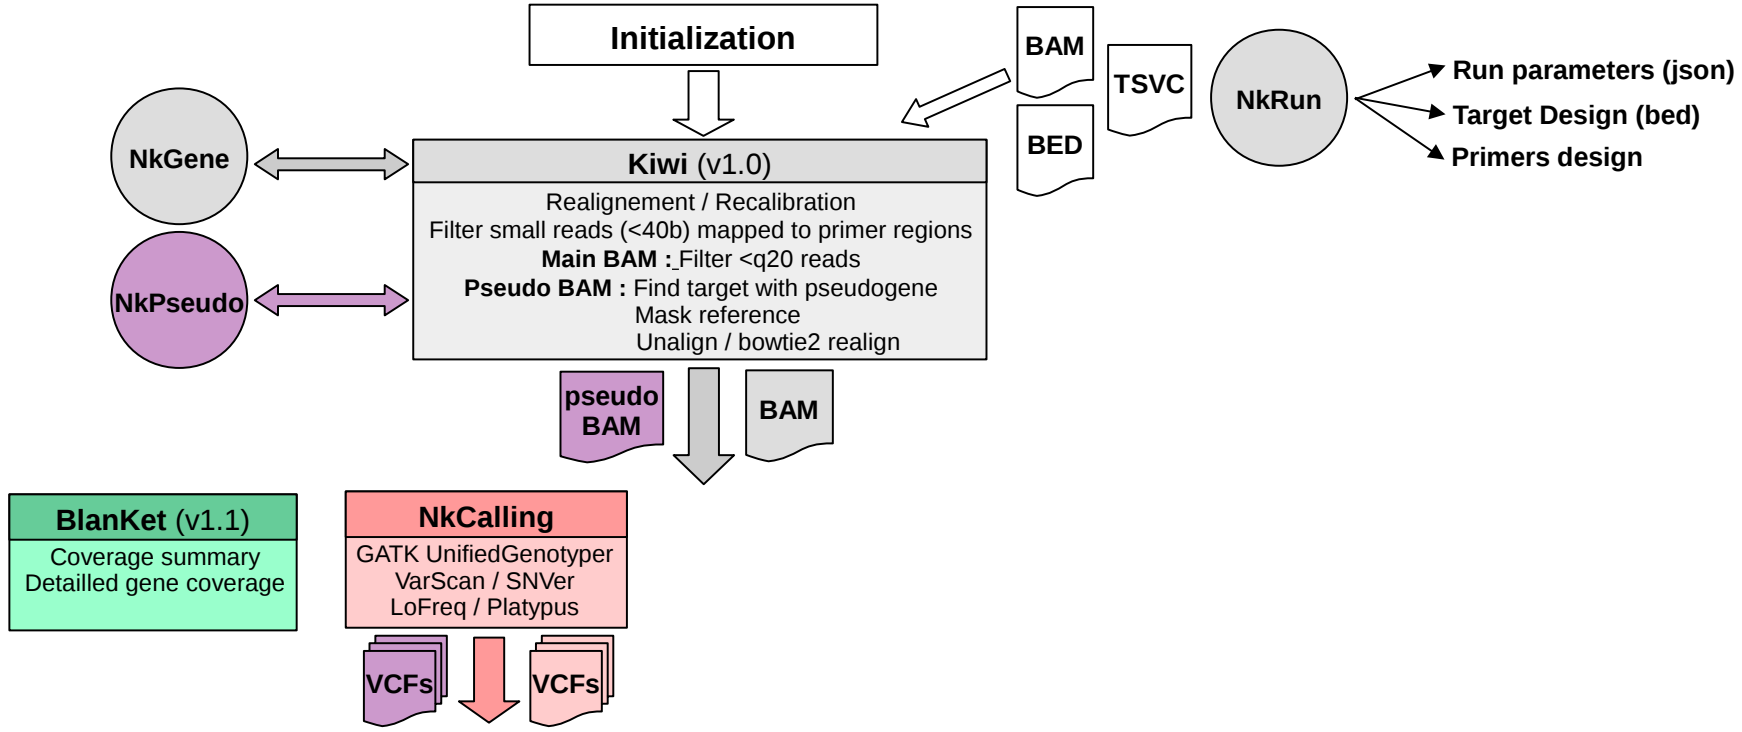 Initialization
BAM
TSVC
BED
NkRun
Run parameters (json)
Target Design (bed)
Primers design
NkGene
NkPseudo
Kiwi (v1.0)
Realignement / Recalibration
Filter small reads (<40b) mapped to primer regions
Main BAM : Filter <q20 reads
Pseudo BAM : Find target with pseudogene
Mask reference
Unalign / bowtie2 realign
pseudo
BAM
BAM
BlanKet (v1.1)
Coverage summary
Detailled gene coverage
NkCalling
GATK UnifiedGenotyper
VarScan / SNVer
LoFreq / Platypus
VCFs
VCFs